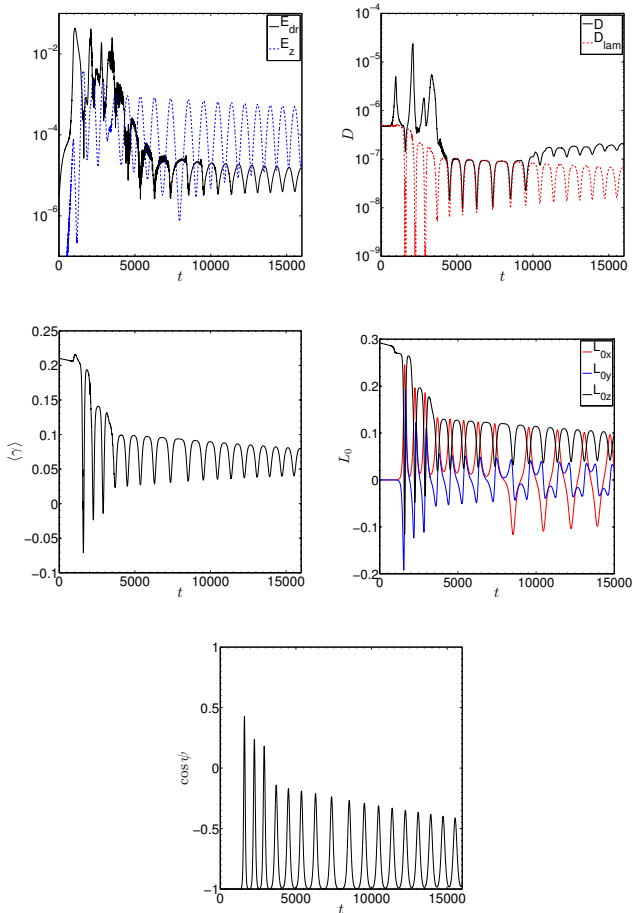 E_dr
E_z
10^−2
10^−4
10^−6
0 5000 10000 15000
t
D
D_lam
10^−4
10^−5
10^−6
10^−7
10^−8
10^−9
D
0 5000 10000 15000
t
0.25
0.2
0.15
0.1
0.05
0
−0.05
−0.1
⟨γ⟩
0 5000 10000 15000
t
L_0x
L_0y
L_0z
0.3
0.2
0.1
0
−0.1
−0.2
L_0
0 5000 10000 15000
t
1
0.5
0
−0.5
−1
cos ψ
0 5000 10000 15000
t